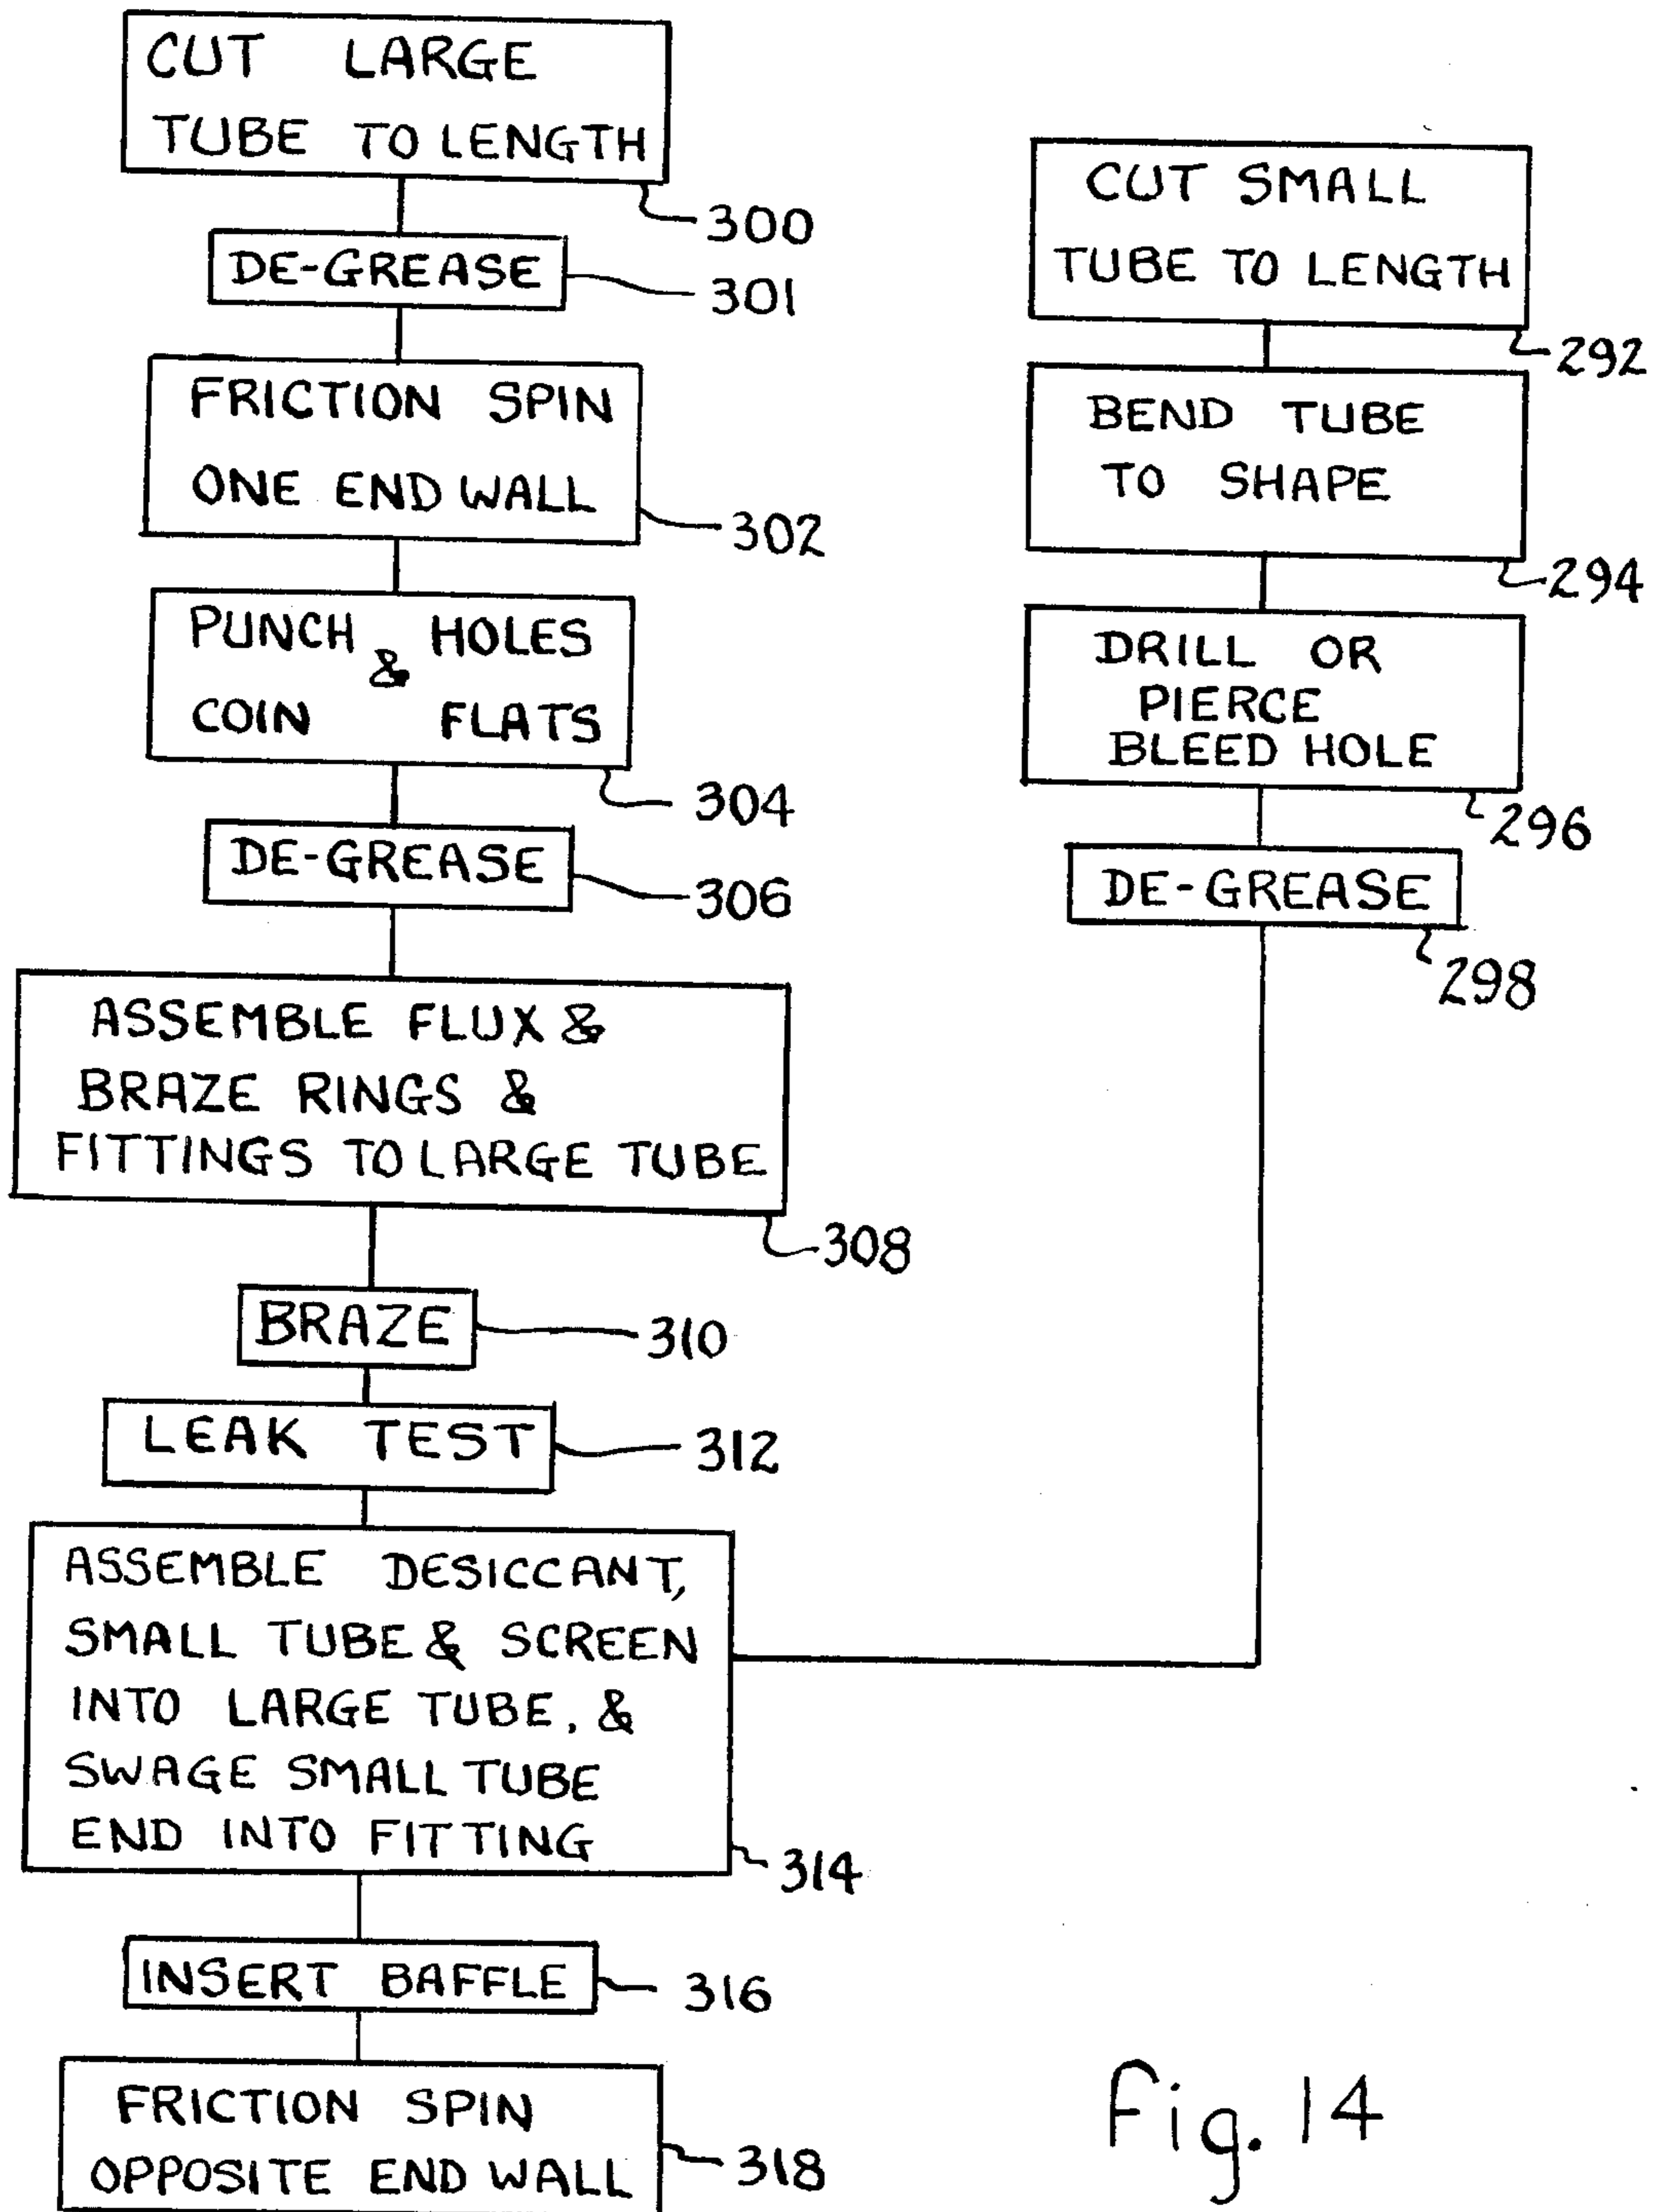 CUT LARGE
TUBE TO LENGTH
300
DE-GREASE
301
FRICTION SPIN
ONE END WALL
302
PUNCH & HOLES
COIN FLATS
304
DE-GREASE
306
ASSEMBLE FLUX &
BRAZE RINGS &
FITTINGS TO LARGE TUBE
308
BRAZE
310
LEAK TEST
312
ASSEMBLE DESICCANT,
SMALL TUBE & SCREEN
INTO LARGE TUBE, &
SWAGE SMALL TUBE
END INTO FITTING
314
INSERT BAFFLE
316
FRICTION SPIN
OPPOSITE END WALL
318
CUT SMALL
TUBE TO LENGTH
292
BEND TUBE
TO SHAPE
294
DRILL OR
PIERCE
BLEED HOLE
296
DE-GREASE
298
Fig. 14